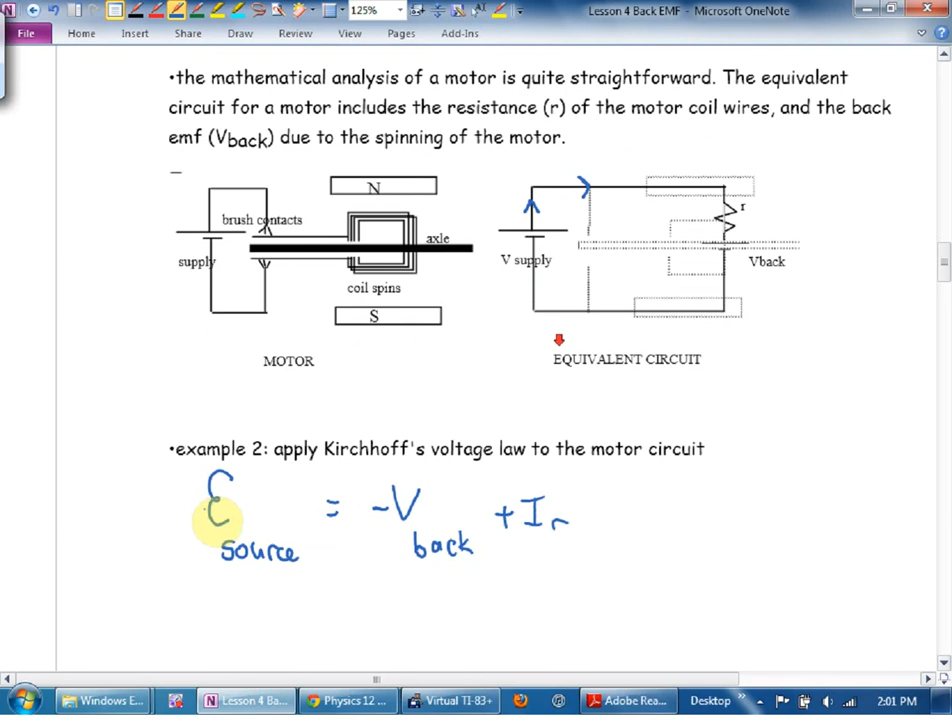 125%
Lesson 4 Back EMF - Microsoft OneNote
File Home Insert Share Draw Review View Pages Add-Ins
•the mathematical analysis of a motor is quite straightforward. The equivalent
circuit for a motor includes the resistance (r) of the motor coil wires, and the back
emf (Vback) due to the spinning of the motor.
N
brush contacts
supply
axle
coil spins
S
MOTOR
r
V supply
Vback
EQUIVALENT CIRCUIT
•example 2: apply Kirchhoff's voltage law to the motor circuit
ℰsource = -Vback + Ir
Windows E...
Lesson 4 Ba...
Physics 12 ...
Virtual TI-83+
Adobe Rea...
Desktop
2:01 PM